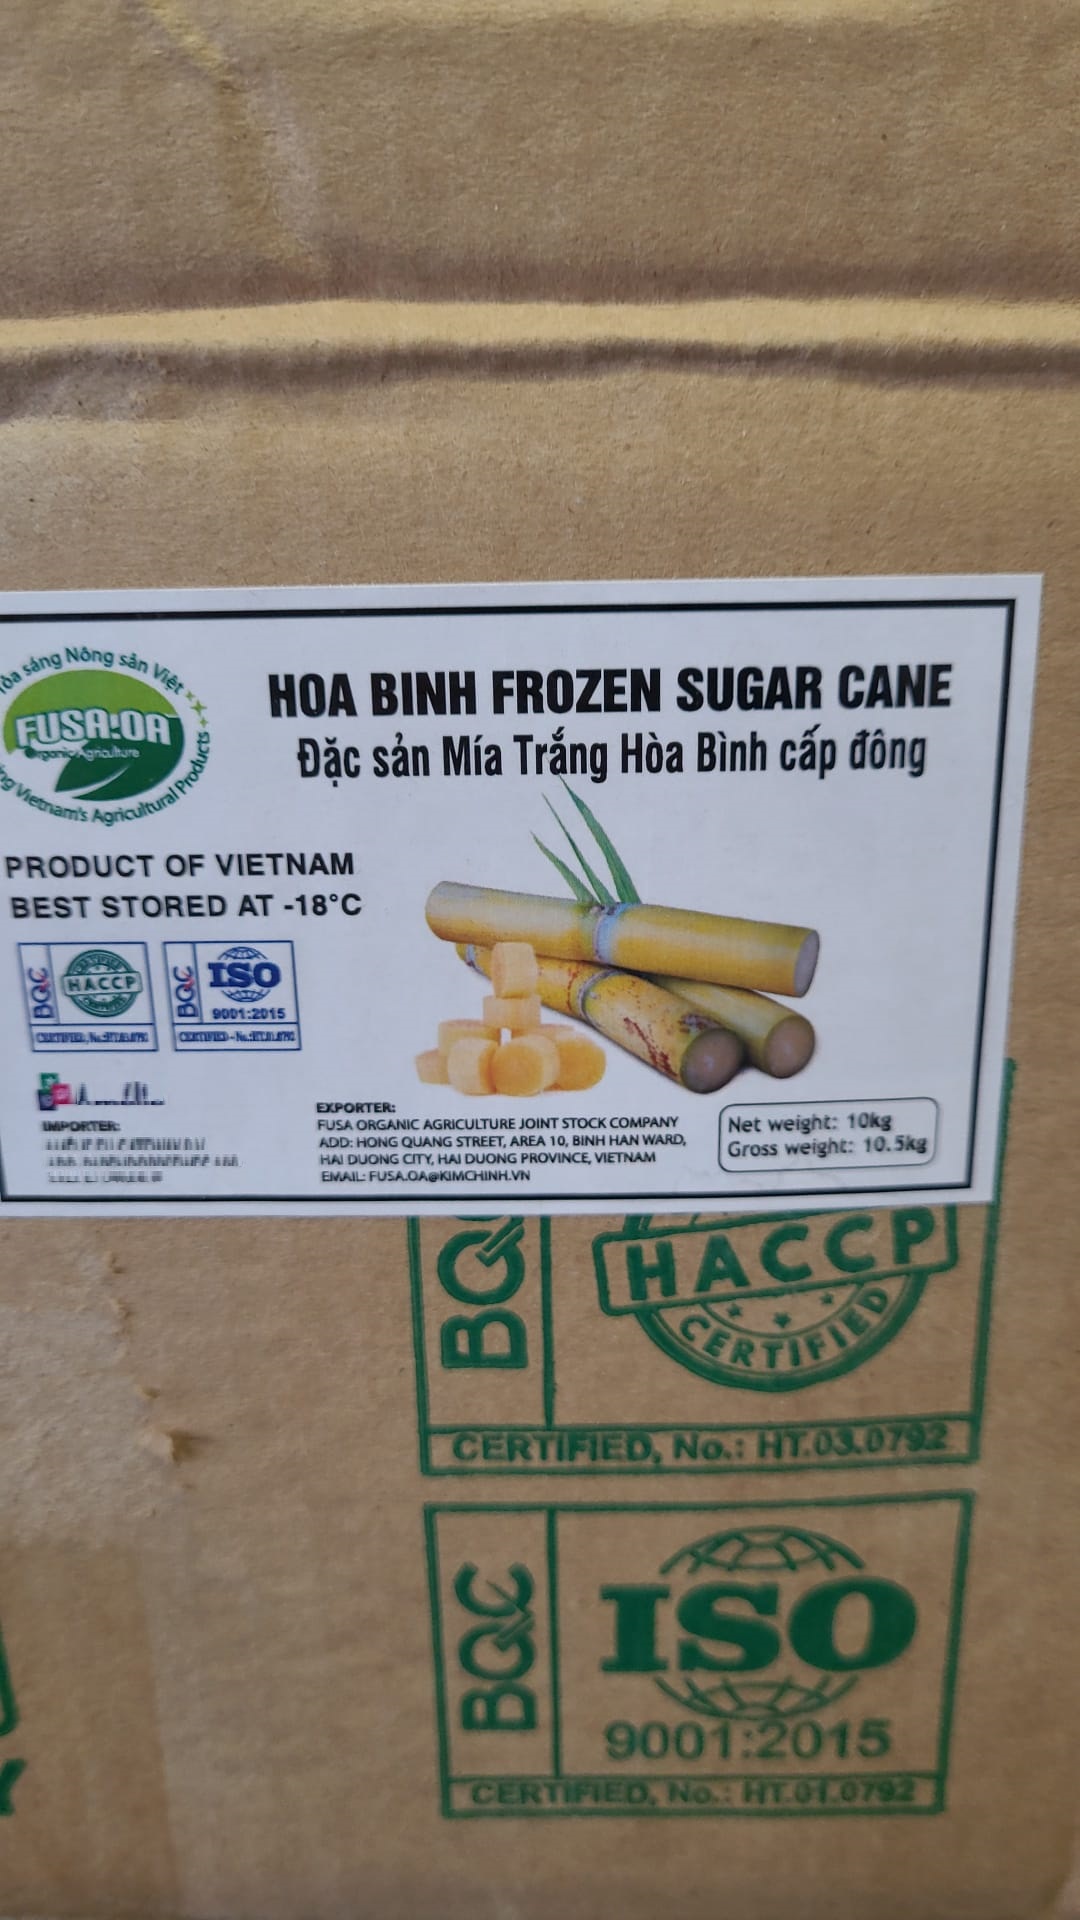 Tỏa sáng Nông sản Việt
FUSA!OA
Organic Agriculture
Vietnam's Agricultural Products
HOA BINH FROZEN SUGAR CANE
Đặc sản Mía Trắng Hòa Bình cấp đông
PRODUCT OF VIETNAM
BEST STORED AT -18°C
BQC
CERTIFIED
HACCP
BQC
ISO
9001:2015
IMPORTER:
EXPORTER:
FUSA ORGANIC AGRICULTURE JOINT STOCK COMPANY
ADD: HONG QUANG STREET, AREA 10, BINH HAN WARD,
HAI DUONG CITY, HAI DUONG PROVINCE, VIETNAM
EMAIL: FUSA.OA@KIMCHINH.VN
Net weight: 10kg
Gross weight: 10.5kg
BQC
HACCP
CERTIFIED
CERTIFIED, No.: HT.03.0792
BQC
ISO
9001:2015
CERTIFIED, No.: HT.01.0792